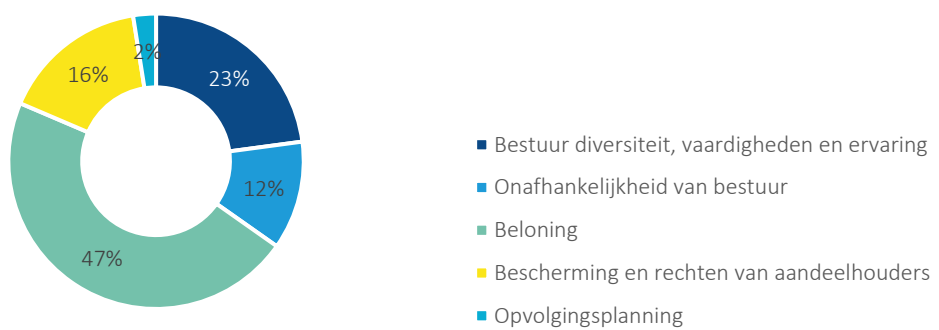 2%
16%
23%
12%
47%
Bestuur diversiteit, vaardigheden en ervaring
Onafhankelijkheid van bestuur
Beloning
Bescherming en rechten van aandeelhouders
Opvolgingsplanning